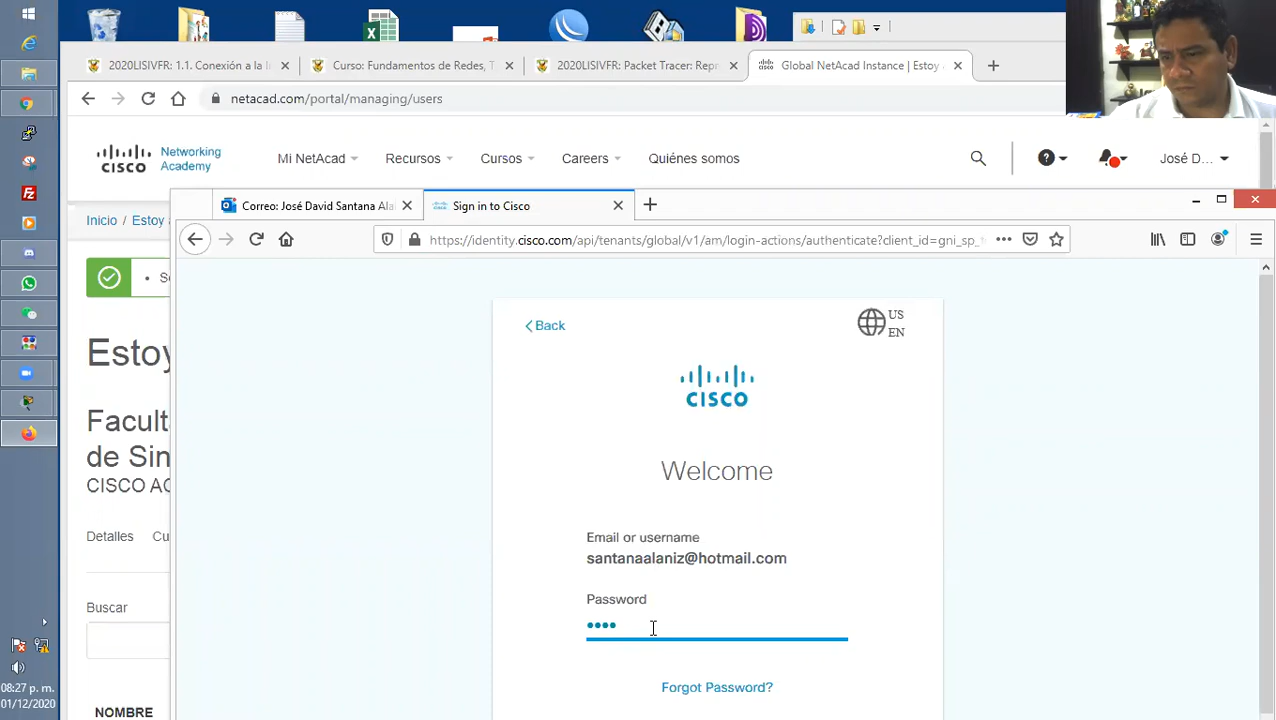 2020LISIVFR: 1.1. Conexión a la I
Curso: Fundamentos de Redes, T
2020LISIVFR: Packet Tracer: Repr
Global NetAcad Instance | Estoy
netacad.com/portal/managing/users
CISCO
Networking
Academy
Mi NetAcad
Recursos
Cursos
Careers
Quiénes somos
José D...
Correo: José David Santana Ala
Sign in to Cisco
Inicio / Estoy
https://identity.cisco.com/api/tenants/global/v1/am/login-actions/authenticate?client_id=gni_sp_
Back
US
EN
Estoy
CISCO
Facult
de Sin
CISCO AC
Welcome
Detalles
Cu
Email or username
santanaalaniz@hotmail.com
Buscar
Password
••••
Forgot Password?
08:27 p. m.
01/12/2020
NOMBRE